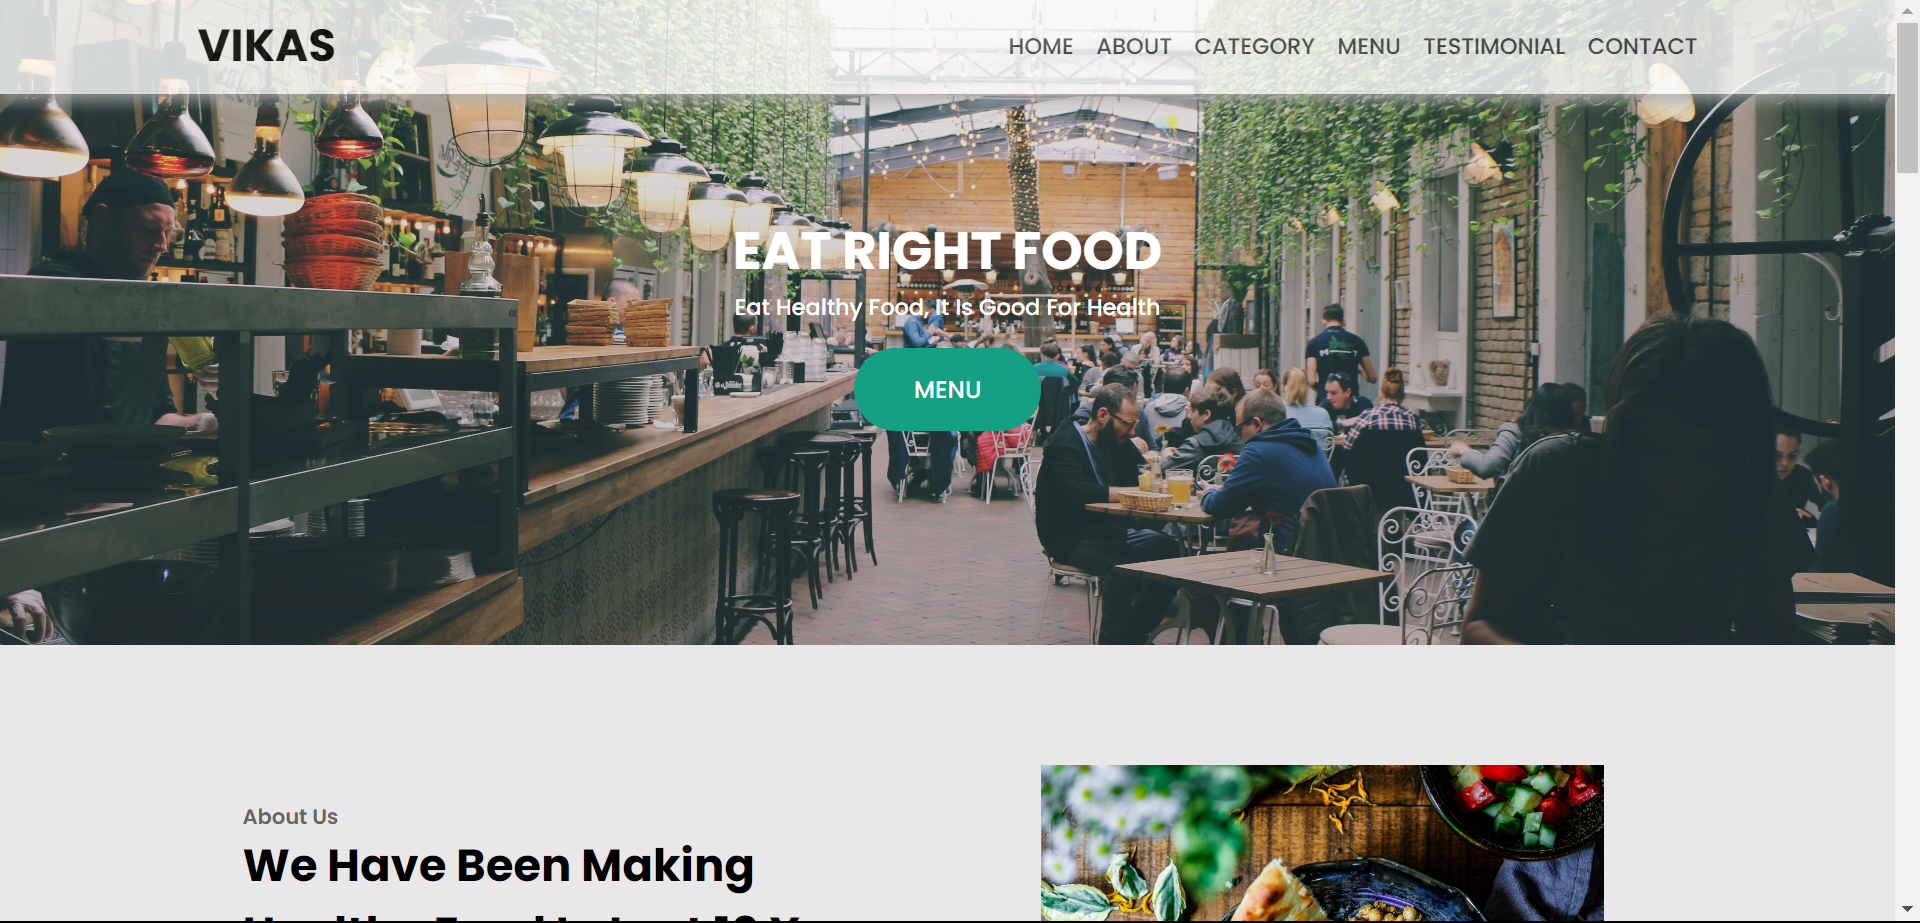 VIKAS
HOME ABOUT CATEGORY MENU TESTIMONIAL CONTACT
EAT RIGHT FOOD
Eat Healthy Food, It Is Good For Health
MENU
About Us
We Have Been Making